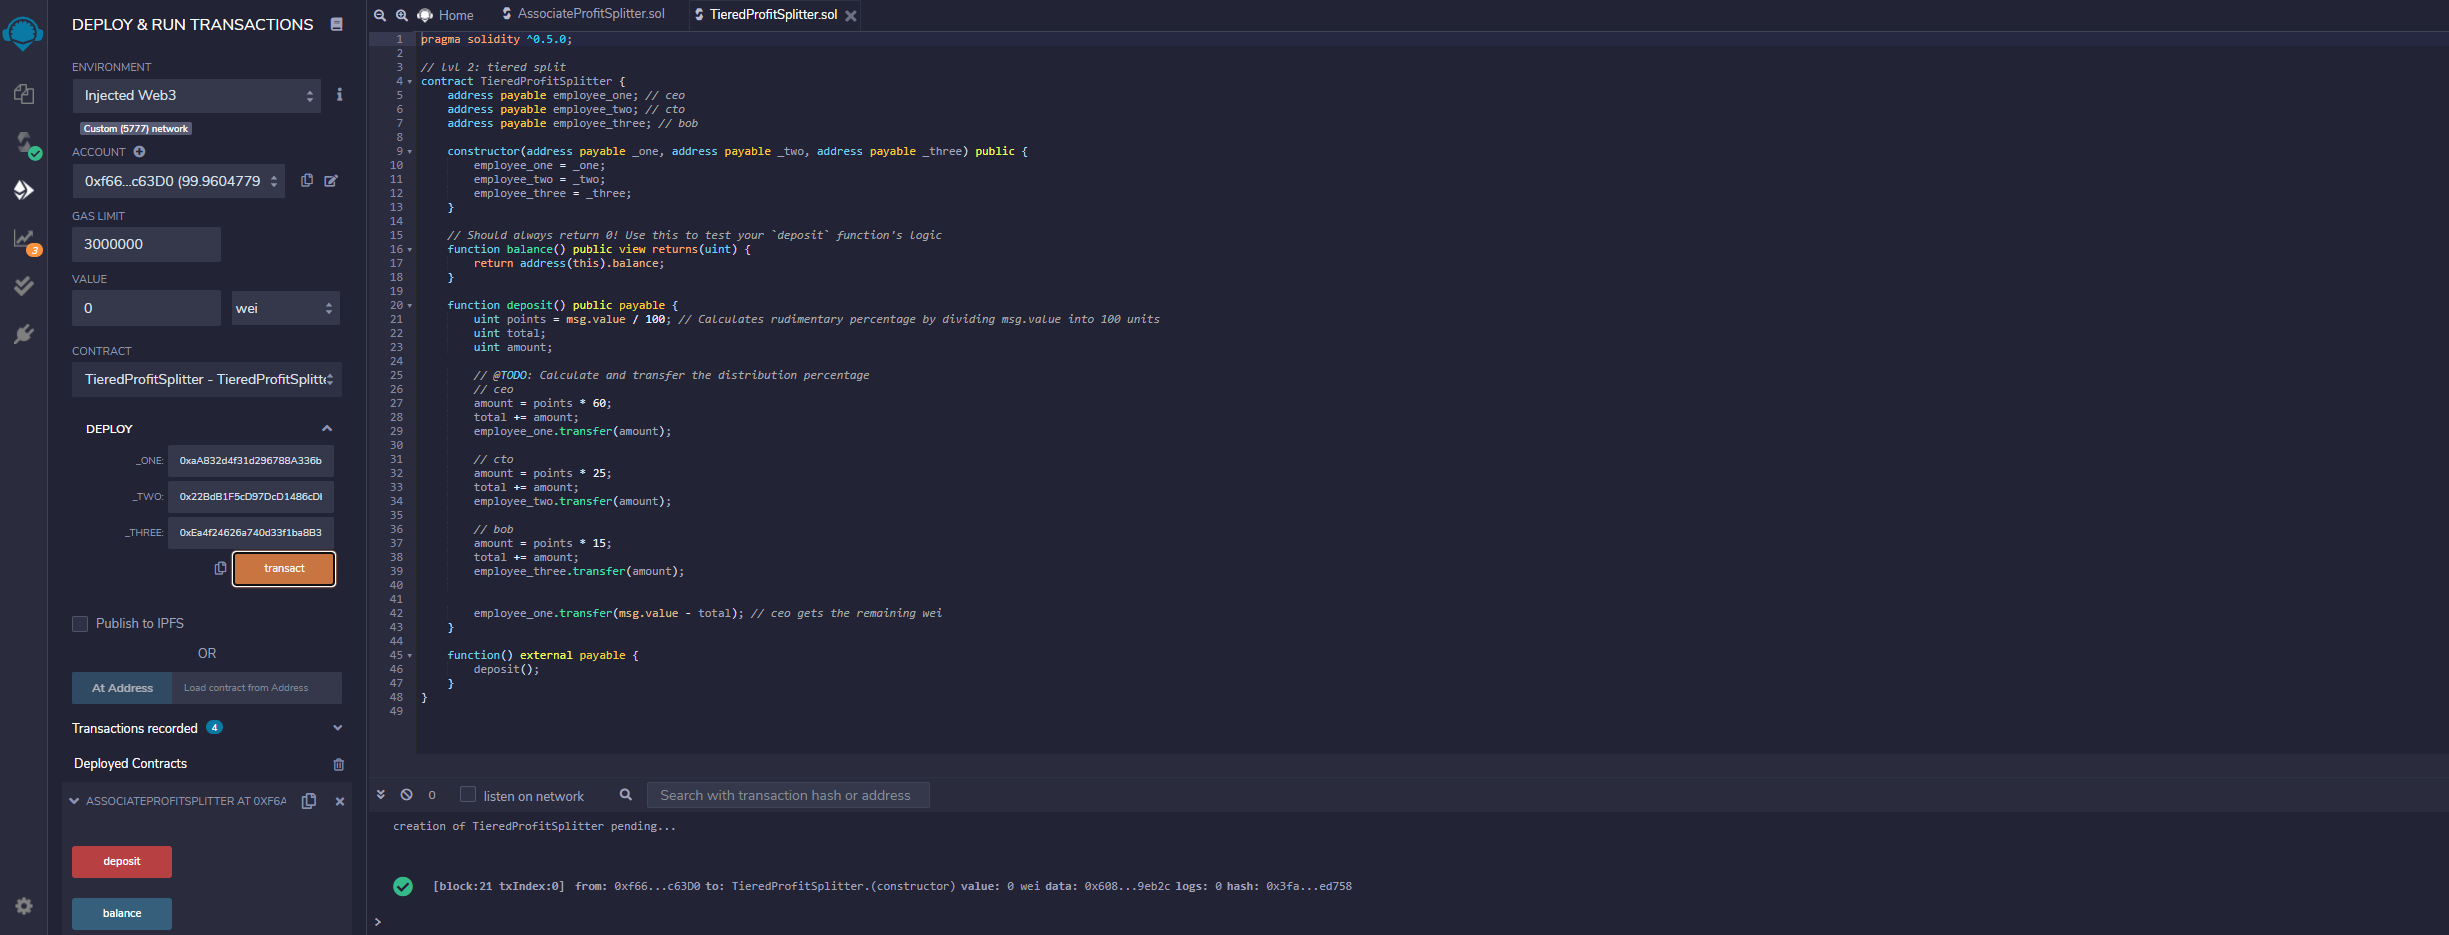 DEPLOY & RUN TRANSACTIONS
ENVIRONMENT
Injected Web3
i
Custom (5777) network
ACCOUNT
0xf66...c63D0 (99.9604779
GAS LIMIT
3000000
VALUE
0
wei
CONTRACT
TieredProfitSplitter - TieredProfitSplitte
DEPLOY
_ONE: 0xaA832d4f31d296788A336b
_TWO: 0x22BdB1F5cD97DcD1486cDl
_THREE: 0xEa4f24626a740d33f1ba8B3
transact
Publish to IPFS
OR
At Address
Load contract from Address
Transactions recorded 4
Deployed Contracts
ASSOCIATEPROFITSPLITTER AT 0XF6A
deposit
balance
3
Home
AssociateProfitSplitter.sol
TieredProfitSplitter.sol
1 pragma solidity ^0.5.0;
2
3 // lvl 2: tiered split
4 contract TieredProfitSplitter {
5 address payable employee_one; // ceo
6 address payable employee_two; // cto
7 address payable employee_three; // bob
8
9 constructor(address payable _one, address payable _two, address payable _three) public {
10 employee_one = _one;
11 employee_two = _two;
12 employee_three = _three;
13 }
14
15 // Should always return 0! Use this to test your `deposit` function's logic
16 function balance() public view returns(uint) {
17 return address(this).balance;
18 }
19
20 function deposit() public payable {
21 uint points = msg.value / 100; // Calculates rudimentary percentage by dividing msg.value into 100 units
22 uint total;
23 uint amount;
24
25 // @TODO: Calculate and transfer the distribution percentage
26 // ceo
27 amount = points * 60;
28 total += amount;
29 employee_one.transfer(amount);
30
31 // cto
32 amount = points * 25;
33 total += amount;
34 employee_two.transfer(amount);
35
36 // bob
37 amount = points * 15;
38 total += amount;
39 employee_three.transfer(amount);
40
41
42 employee_one.transfer(msg.value - total); // ceo gets the remaining wei
43 }
44
45 function() external payable {
46 deposit();
47 }
48 }
49
0
listen on network
Search with transaction hash or address
creation of TieredProfitSplitter pending...
[block:21 txIndex:0] from: 0xf66...c63D0 to: TieredProfitSplitter.(constructor) value: 0 wei data: 0x608...9eb2c logs: 0 hash: 0x3fa...ed758
>